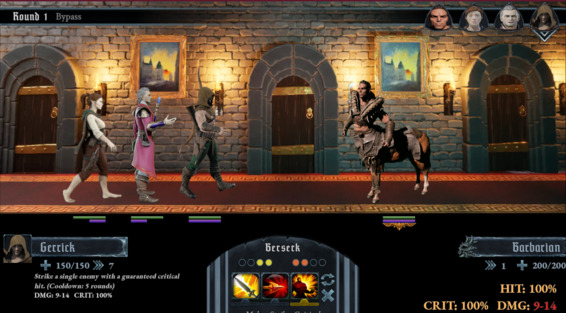 Round 1 Bypass
Gerrick
150/150 7
Strike a single enemy with a guaranteed critical
hit. (Cooldown: 5 rounds)
DMG: 9-14 CRIT: 100%
Berserk
Garbarian
1 200/200
HIT: 100%
CRIT: 100% DMG: 9-14